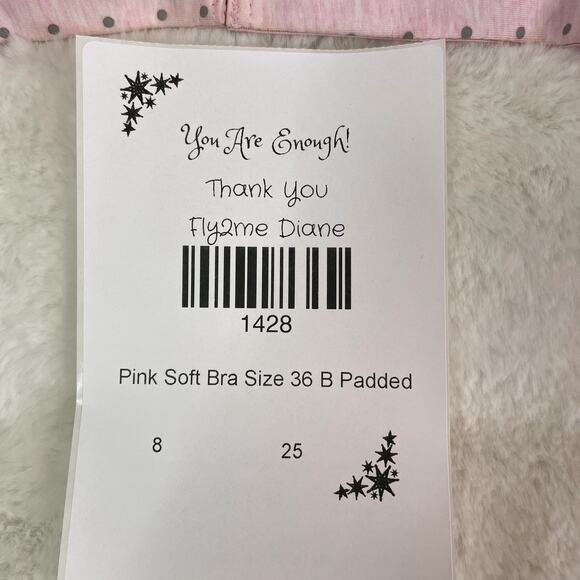 You Are Enough!
Thank You
Fly2me Diane
1428
Pink Soft Bra Size 36 B Padded
8 25